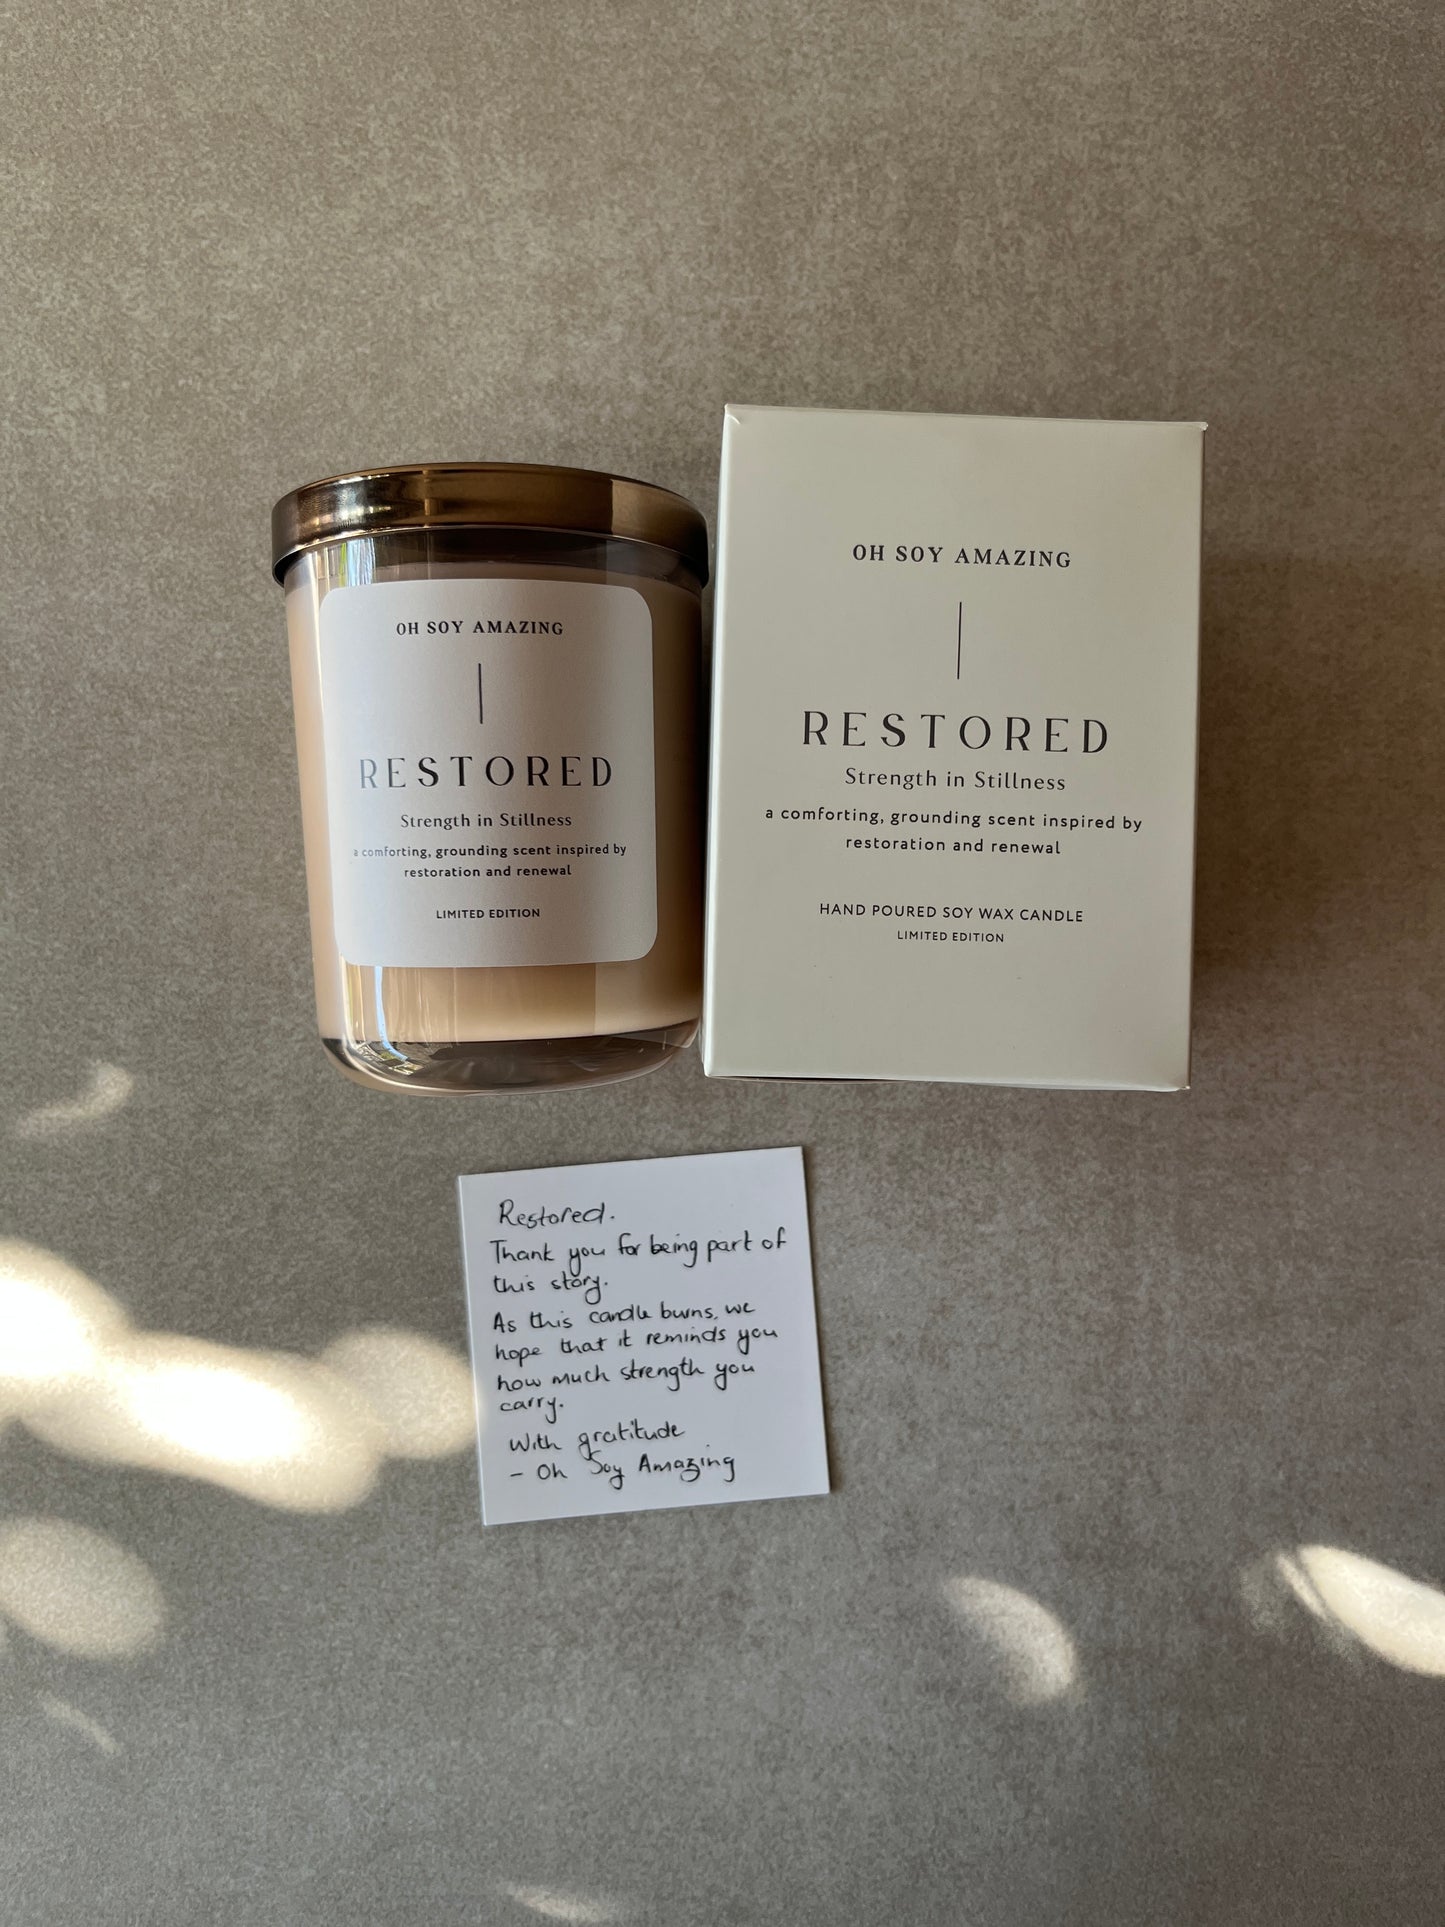 OH SOY AMAZING
RESTORED
Strength in Stillness
a comforting, grounding scent inspired by
restoration and renewal
LIMITED EDITION
OH SOY AMAZING
RESTORED
Strength in Stillness
a comforting, grounding scent inspired by
restoration and renewal
HAND POURED SOY WAX CANDLE
LIMITED EDITION
Restored.
Thank you for being part of
this story.
As this candle burns, we
hope that it reminds you
how much strength you
carry.
With gratitude
- Oh Soy Amazing